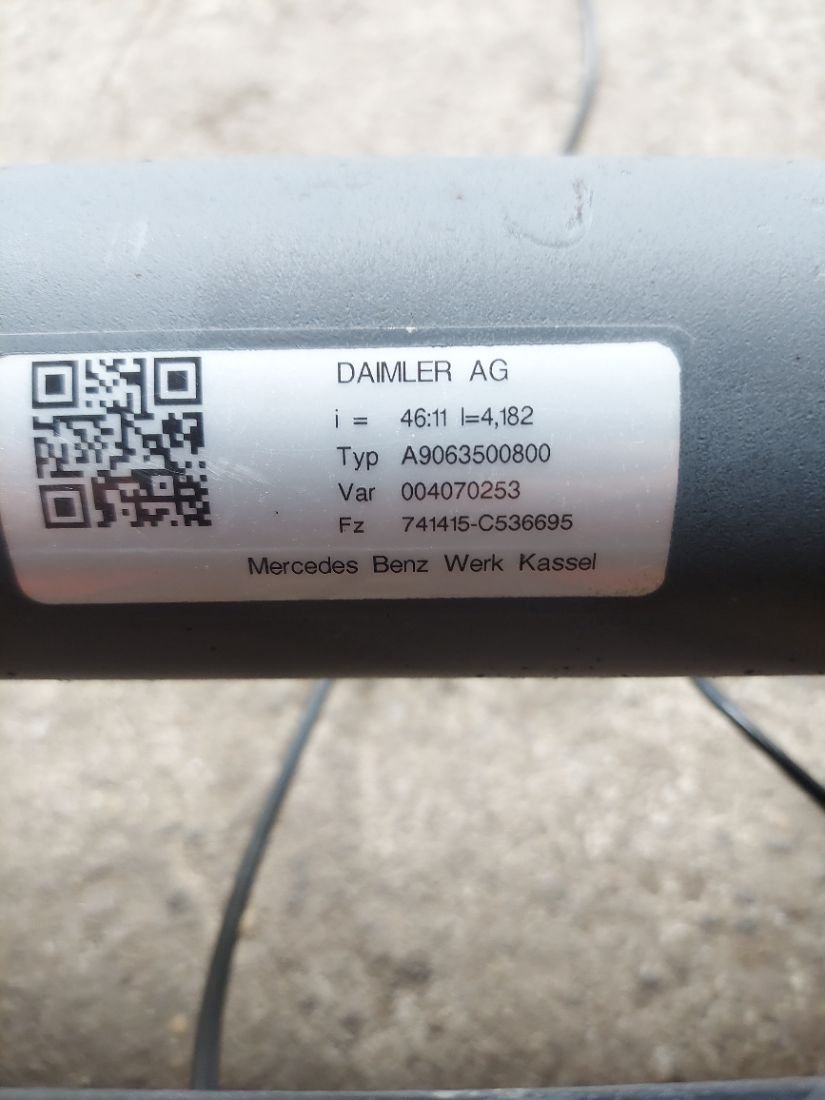 DAIMLER AG
i = 46:11 I=4,182
Typ A9063500800
Var 004070253
Fz 741415-C536695
Mercedes Benz Werk Kassel